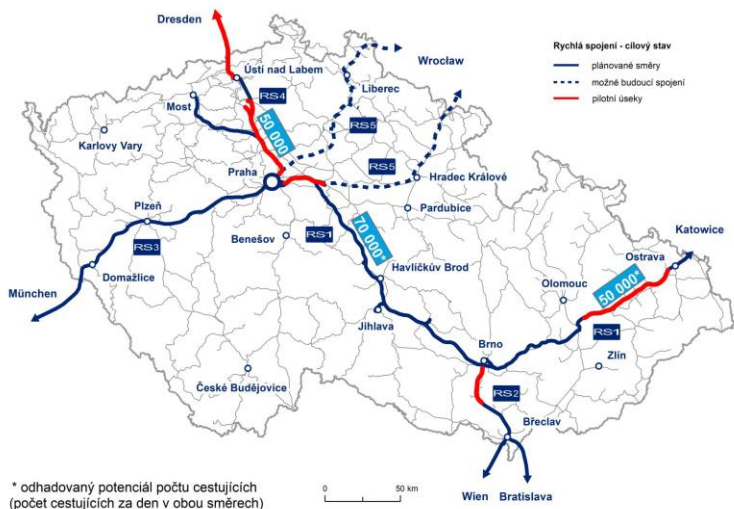 Dresden
Rychlá spojení - cílový stav
plánované směry
možné budoucí spojení
pilotní úseky
Wrocław
Ústí nad Labem
Liberec
Most
RS4
Karlovy Vary
50 000
RS5
RS5
Praha
Hradec Králové
Plzeň
Pardubice
Katowice
RS3
Benešov
RS1
70 000*
Ostrava
Domažlice
Havlíčkův Brod
Olomouc
50 000*
München
Jihlava
RS1
Brno
Zlín
České Budějovice
RS2
Břeclav
* odhadovaný potenciál počtu cestujících
(počet cestujících za den v obou směrech)
0 50 km
Wien
Bratislava